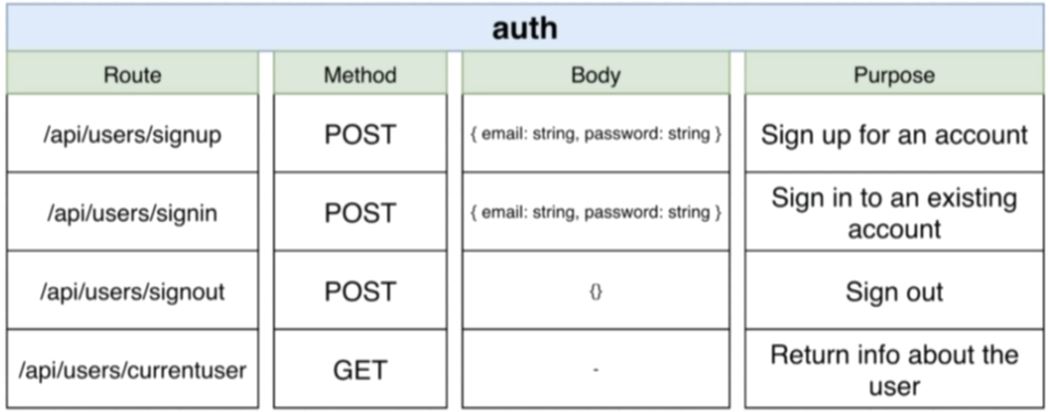 auth
Route Method Body Purpose
/api/users/signup POST { email: string, password: string } Sign up for an account
/api/users/signin POST { email: string, password: string } Sign in to an existing
account
/api/users/signout POST {} Sign out
/api/users/currentuser GET - Return info about the
user